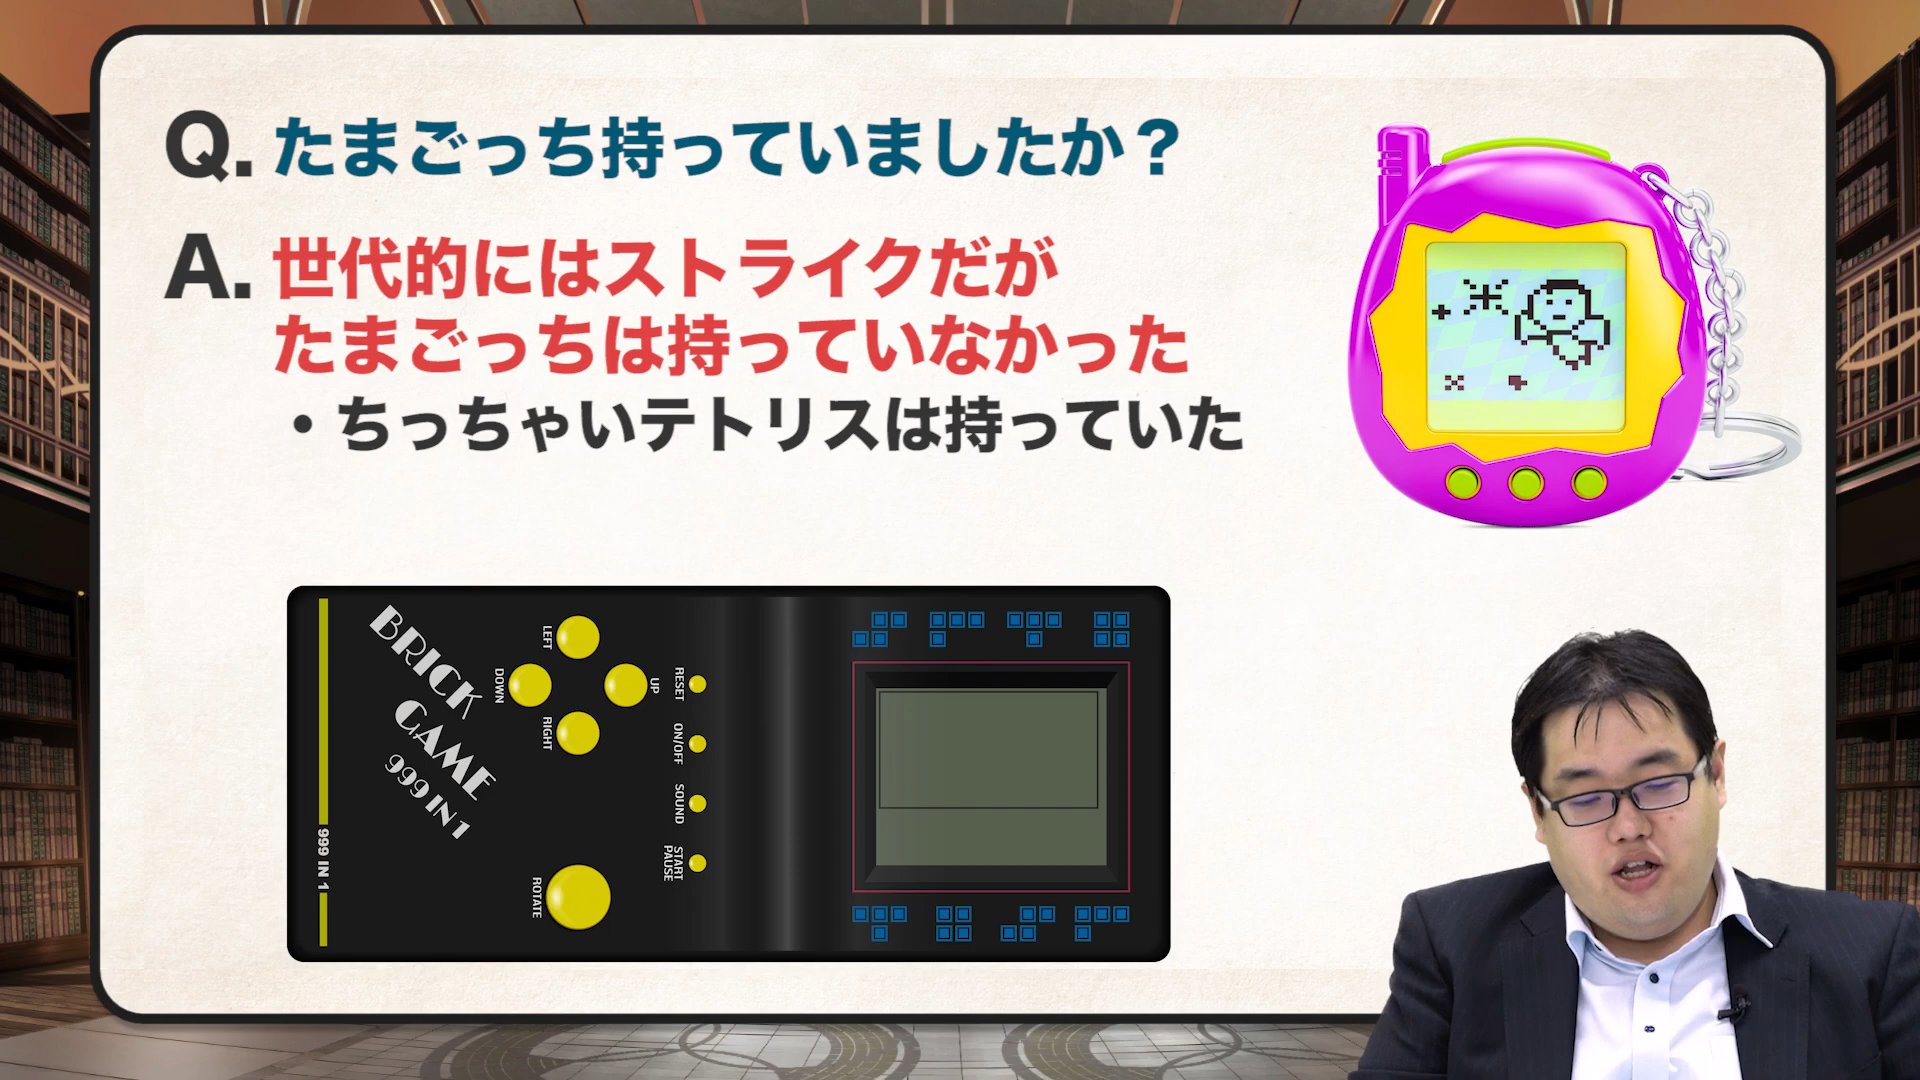 Q. たまごっち持っていましたか？
A. 世代的にはストライクだが
たまごっちは持っていなかった
・ちっちゃいテトリスは持っていた
BRICK
GAME
999 IN 1
999 IN 1
LEFT
DOWN
UP
RIGHT
RESET
ON/OFF
SOUND
START
PAUSE
ROTATE